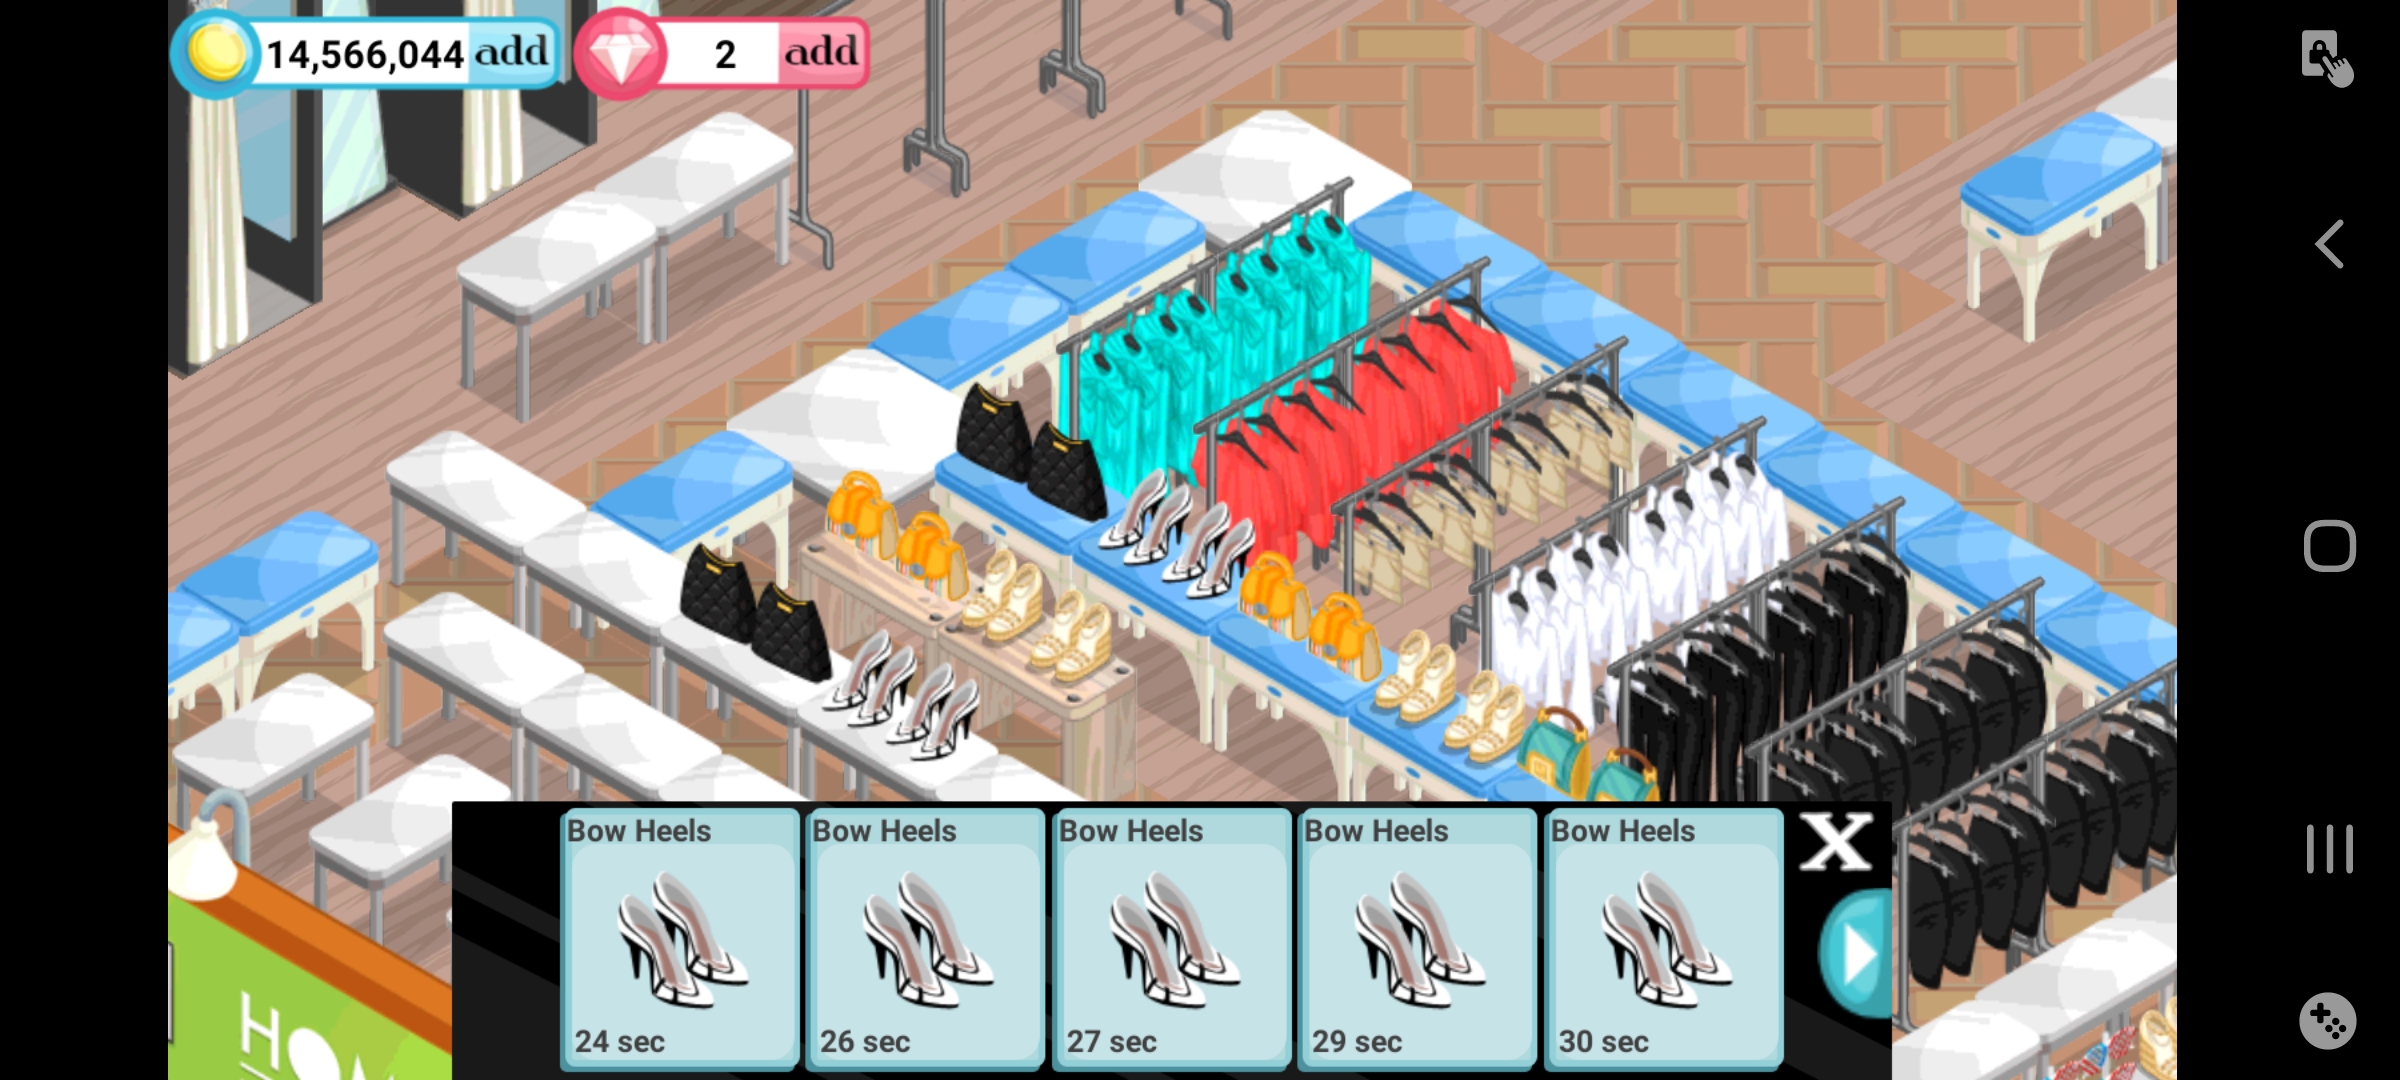 14,566,044 add
2 add
Bow Heels
24 sec
Bow Heels
26 sec
Bow Heels
27 sec
Bow Heels
29 sec
Bow Heels
30 sec
X